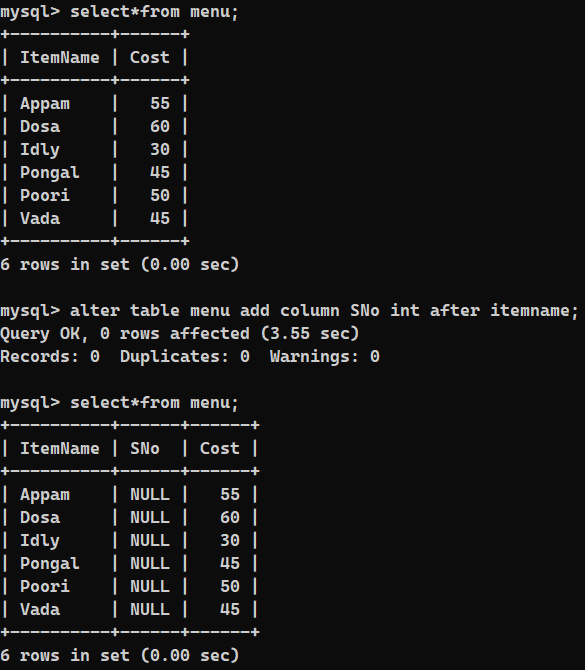 mysql> select*from menu;
+----------+------+
| ItemName | Cost |
+----------+------+
| Appam    |   55 |
| Dosa     |   60 |
| Idly     |   30 |
| Pongal   |   45 |
| Poori    |   50 |
| Vada     |   45 |
+----------+------+
6 rows in set (0.00 sec)

mysql> alter table menu add column SNo int after itemname;
Query OK, 0 rows affected (3.55 sec)
Records: 0  Duplicates: 0  Warnings: 0

mysql> select*from menu;
+----------+------+------+
| ItemName | SNo  | Cost |
+----------+------+------+
| Appam    | NULL |   55 |
| Dosa     | NULL |   60 |
| Idly     | NULL |   30 |
| Pongal   | NULL |   45 |
| Poori    | NULL |   50 |
| Vada     | NULL |   45 |
+----------+------+------+
6 rows in set (0.00 sec)